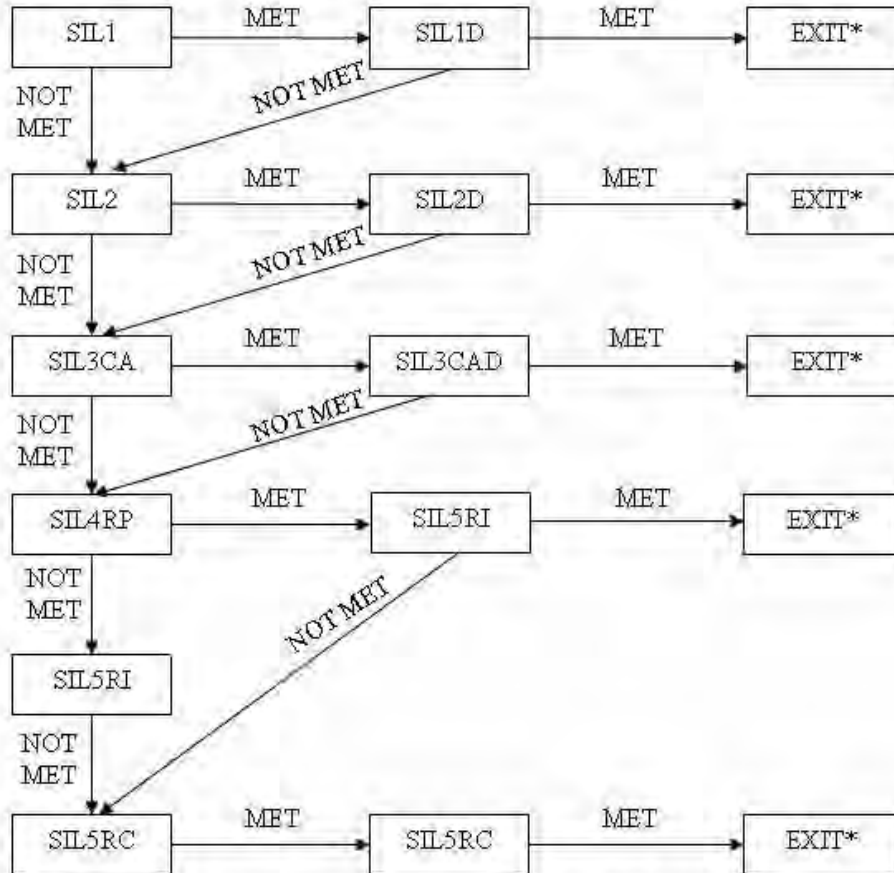 SIL1
MET
SIL1D
MET
EXIT*
NOT
MET
NOT MET
SIL2
MET
SIL2D
MET
EXIT*
NOT
MET
NOT MET
SIL3CA
MET
SIL3CAD
MET
EXIT*
NOT
MET
NOT MET
SIL4RP
MET
SIL5RI
MET
EXIT*
NOT
MET
NOT MET
SIL5RI
NOT
MET
SIL5RC
MET
SIL5RC
MET
EXIT*